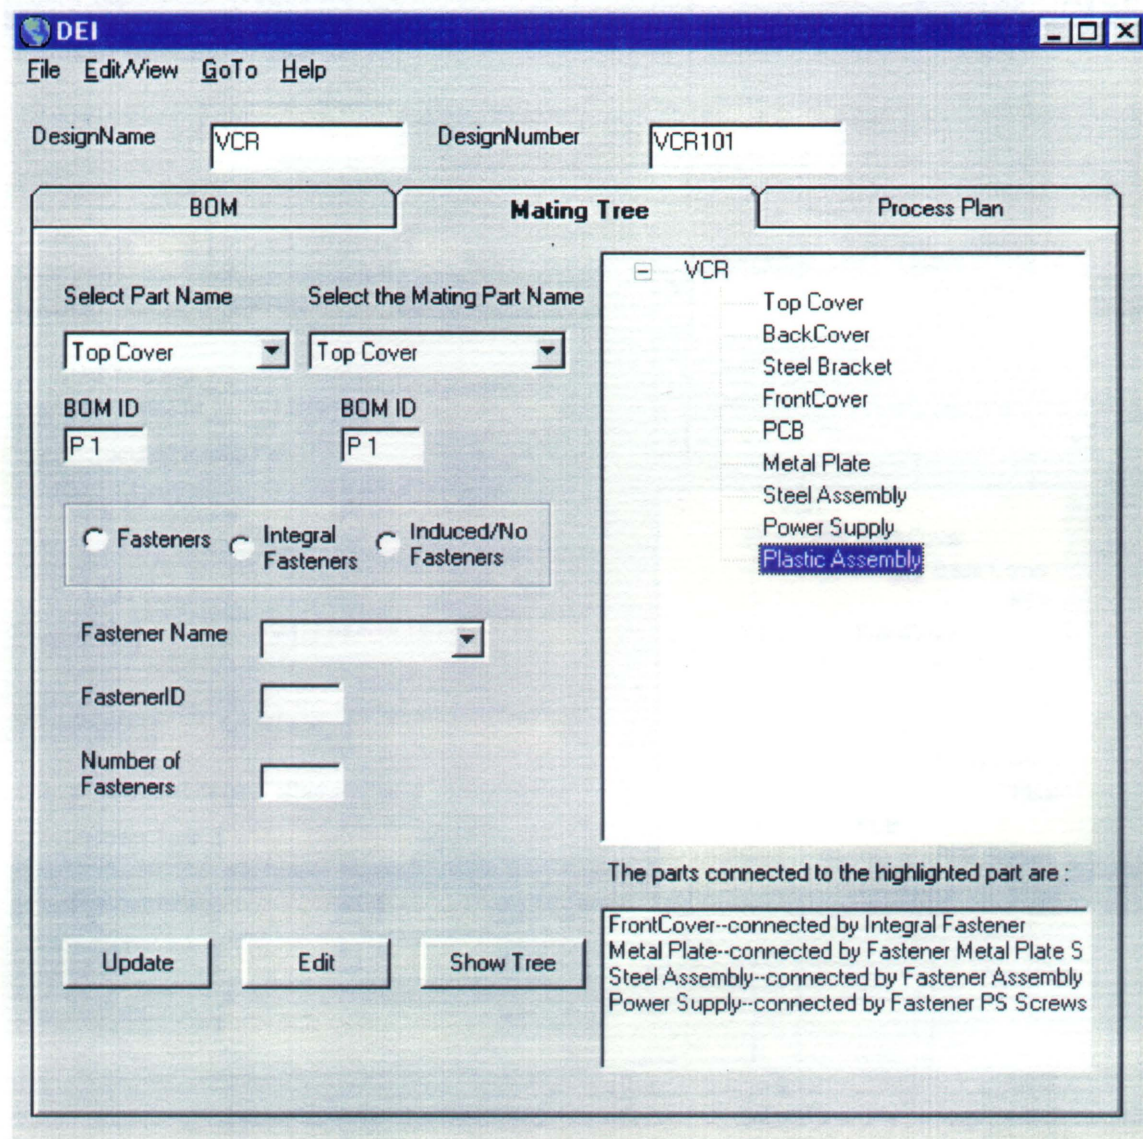 DEI
File Edit/View GoTo Help
DesignName VCR DesignNumber VCR101
BOM Mating Tree Process Plan
Select Part Name Select the Mating Part Name
Top Cover Top Cover
BOM ID BOM ID
P 1 P 1
Fasteners Integral Fasteners Induced/No Fasteners
Fastener Name
FastenerID
Number of
Fasteners
Update Edit Show Tree
VCR
Top Cover
BackCover
Steel Bracket
FrontCover
PCB
Metal Plate
Steel Assembly
Power Supply
Plastic Assembly
The parts connected to the highlighted part are :
FrontCover--connected by Integral Fastener
Metal Plate--connected by Fastener Metal Plate S
Steel Assembly--connected by Fastener Assembly
Power Supply--connected by Fastener PS Screws